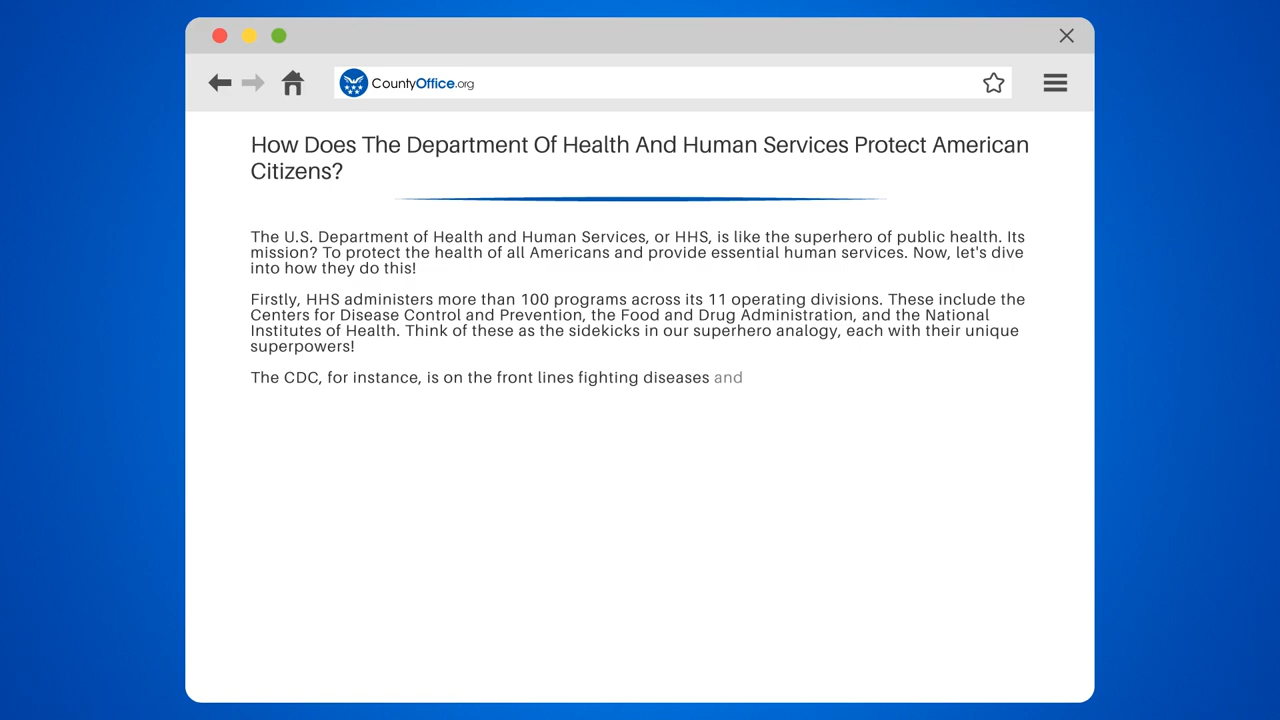 CountyOffice.org
How Does The Department Of Health And Human Services Protect American
Citizens?
The U.S. Department of Health and Human Services, or HHS, is like the superhero of public health. Its
mission? To protect the health of all Americans and provide essential human services. Now, let's dive
into how they do this!
Firstly, HHS administers more than 100 programs across its 11 operating divisions. These include the
Centers for Disease Control and Prevention, the Food and Drug Administration, and the National
Institutes of Health. Think of these as the sidekicks in our superhero analogy, each with their unique
superpowers!
The CDC, for instance, is on the front lines fighting diseases and